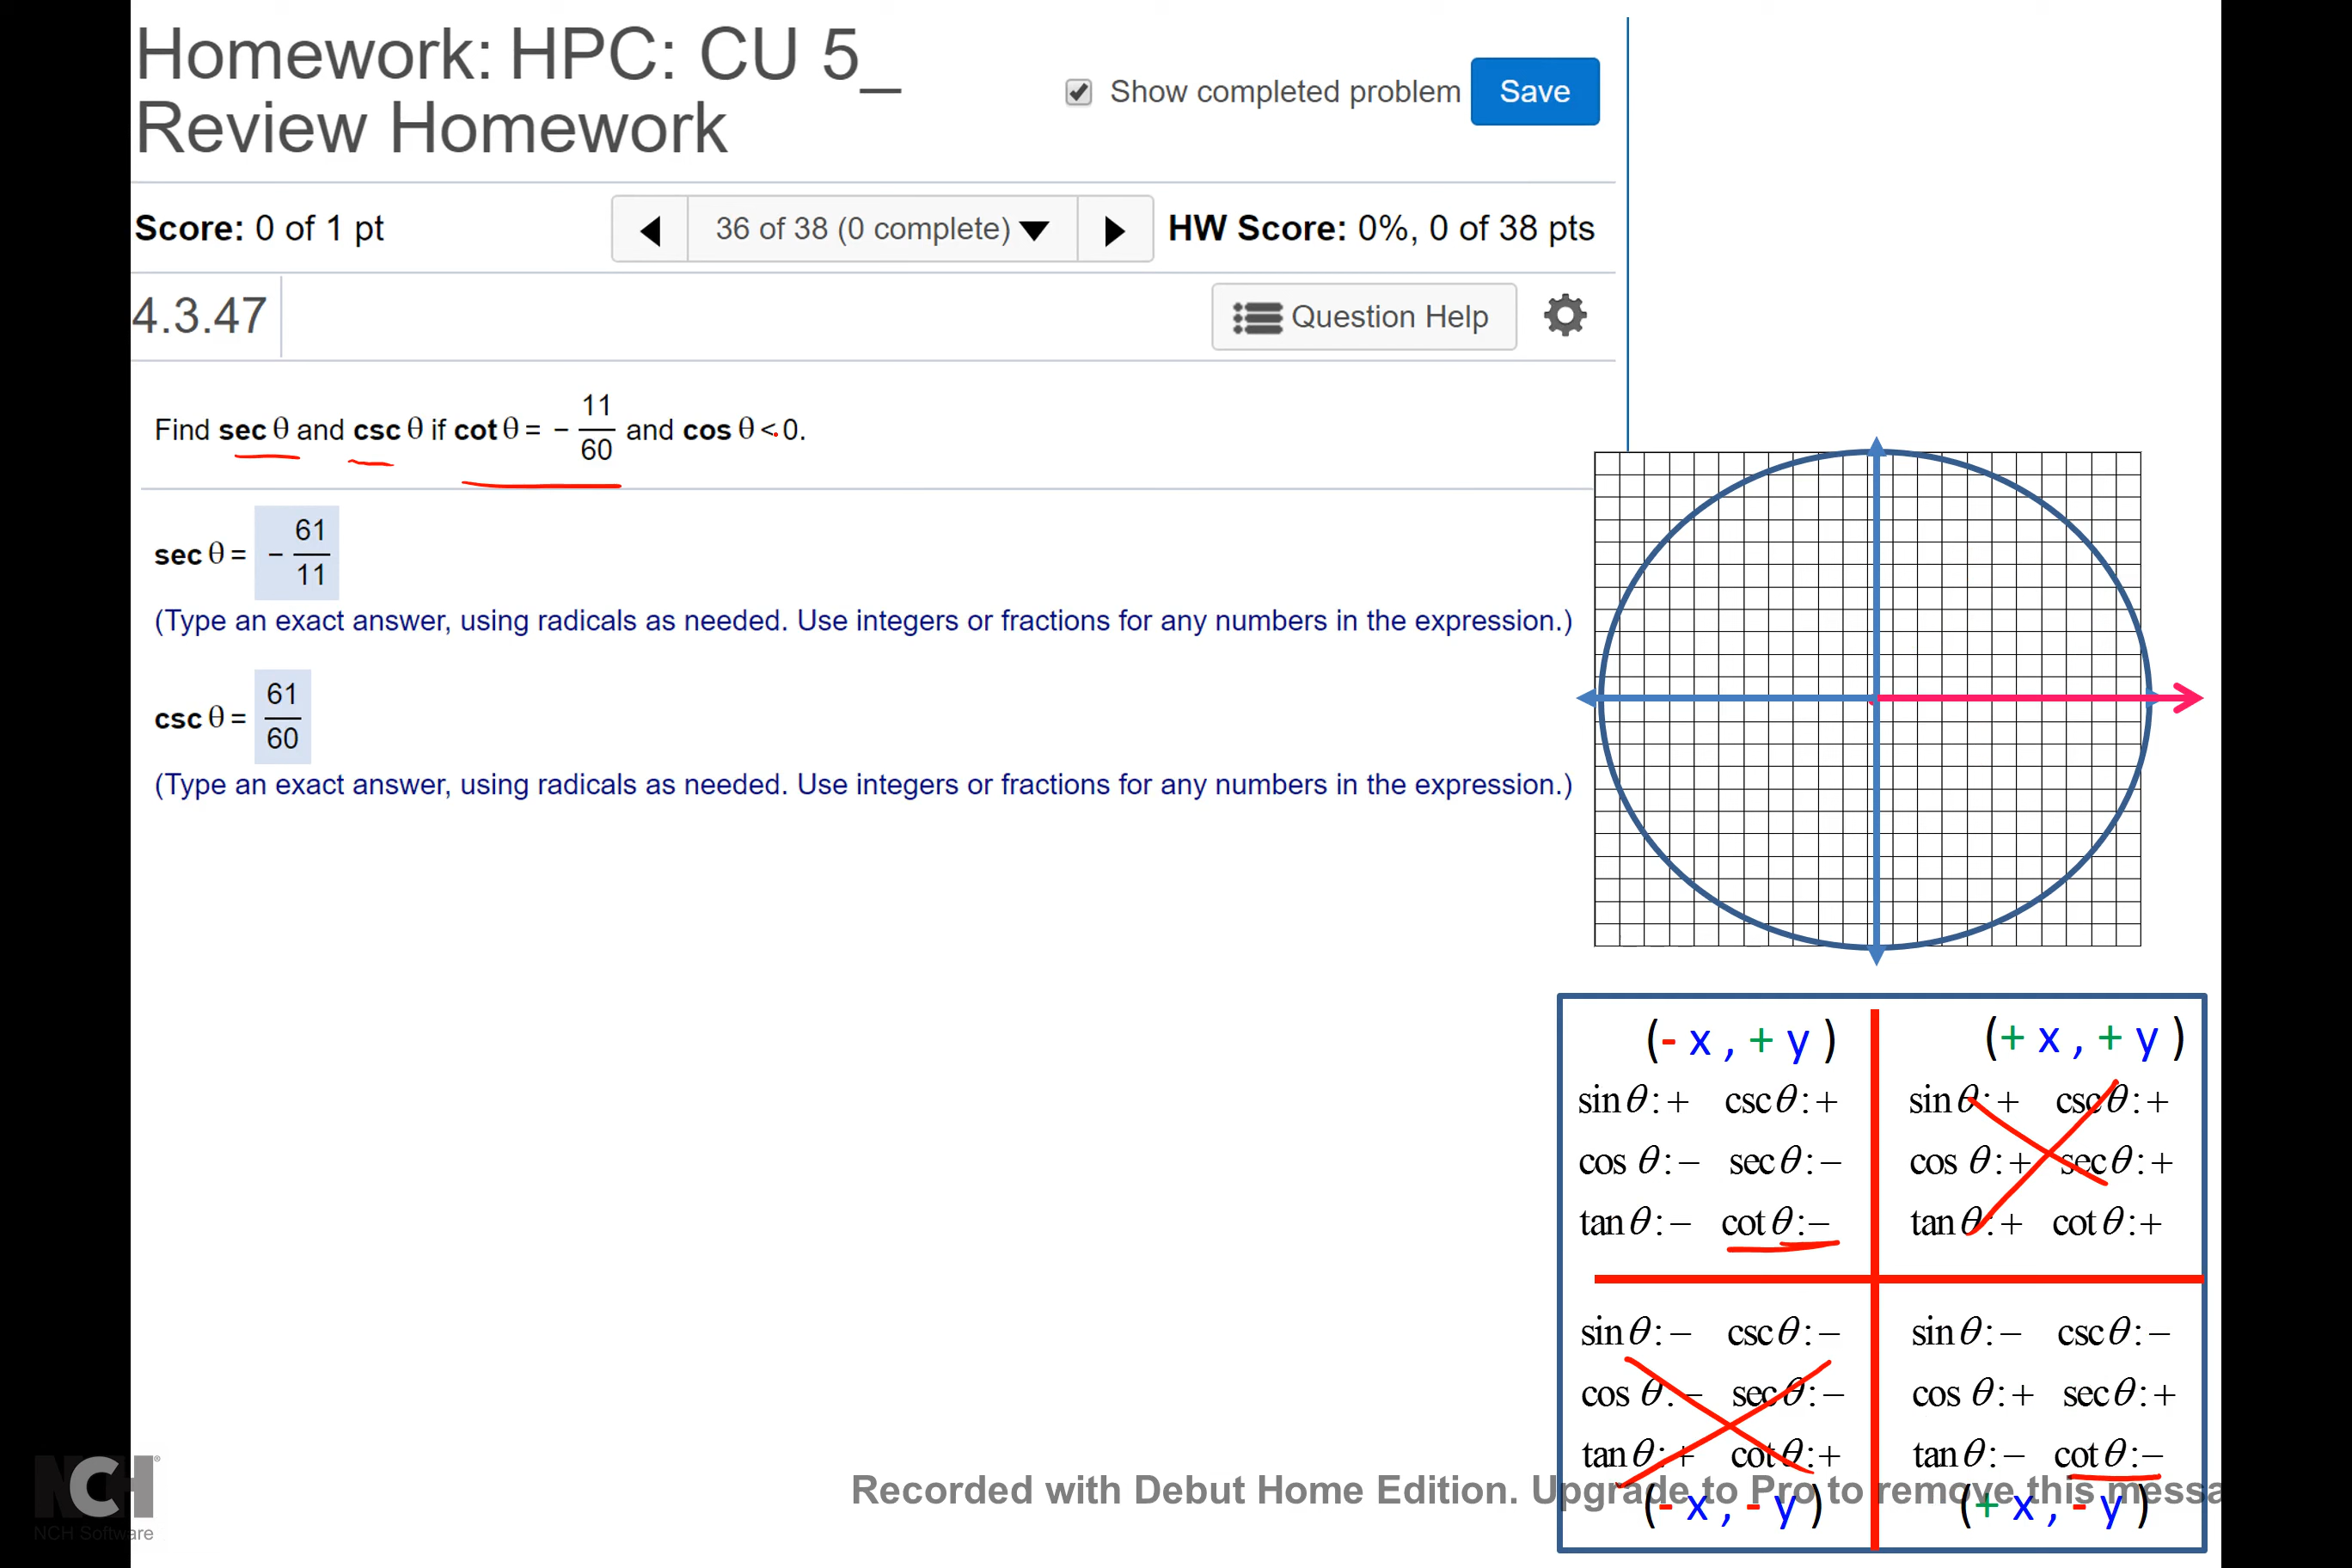 Homework: HPC: CU 5_
Review Homework
Show completed problem
Save
Score: 0 of 1 pt
36 of 38 (0 complete)
HW Score: 0%, 0 of 38 pts
4.3.47
Question Help
Find sec θ and csc θ if cot θ = − 11/60 and cos θ < 0.
sec θ = − 61/11
(Type an exact answer, using radicals as needed. Use integers or fractions for any numbers in the expression.)
csc θ = 61/60
(Type an exact answer, using radicals as needed. Use integers or fractions for any numbers in the expression.)
(- x , + y )
sin θ: + csc θ: +
cos θ: − sec θ: −
tan θ: − cot θ: −
(+ x , + y )
sin θ: + csc θ: +
cos θ: + sec θ: +
tan θ: + cot θ: +
sin θ: − csc θ: −
cos θ: − sec θ: −
tan θ: + cot θ: +
(- x , - y )
sin θ: − csc θ: −
cos θ: + sec θ: +
tan θ: − cot θ: −
(+ x , - y )
NCH®
NCH Software
Recorded with Debut Home Edition. Upgrade to Pro to remove this messa